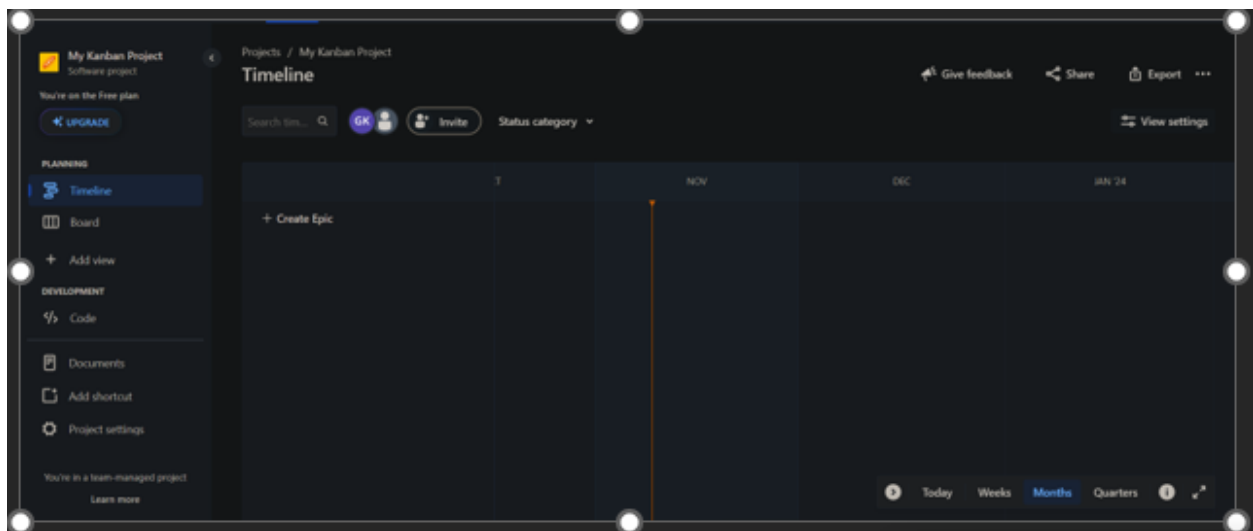 My Kanban Project
Software project
You're on the Free plan
UPGRADE
PLANNING
Timeline
Board
Add view
DEVELOPMENT
Code
Documents
Add shortcut
Project settings
You're in a team-managed project
Learn more
Projects / My Kanban Project
Timeline
Give feedback
Share
Export
Search tim...
GK
Invite
Status category
View settings
T NOV DEC JAN '24
+ Create Epic
Today Weeks Months Quarters